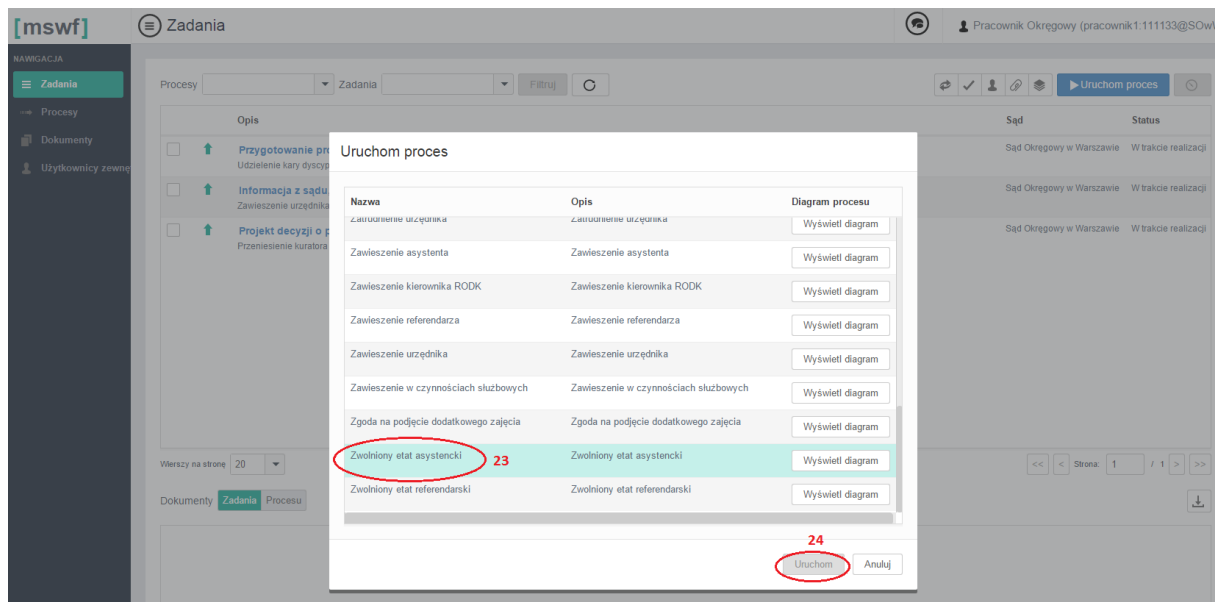 [mswf]
Zadania
Pracownik Okręgowy (pracownik1:111133@SOw
NAWIGACJA
Zadania
Procesy
Dokumenty
Użytkownicy zewnę
Procesy Zadania Filtruj Uruchom proces
Opis Sąd Status
Przygotowanie pro Sąd Okręgowy w Warszawie W trakcie realizacji
Udzielenie kary dyscyp
Informacja z sądu Sąd Okręgowy w Warszawie W trakcie realizacji
Zawieszenie urzędnika
Projekt decyzji o p Sąd Okręgowy w Warszawie W trakcie realizacji
Przeniesienie kuratora
Uruchom proces
Nazwa Opis Diagram procesu
Zatrudnienie urzędnika Zatrudnienie urzędnika Wyświetl diagram
Zawieszenie asystenta Zawieszenie asystenta Wyświetl diagram
Zawieszenie kierownika RODK Zawieszenie kierownika RODK Wyświetl diagram
Zawieszenie referendarza Zawieszenie referendarza Wyświetl diagram
Zawieszenie urzędnika Zawieszenie urzędnika Wyświetl diagram
Zawieszenie w czynnościach służbowych Zawieszenie w czynnościach służbowych Wyświetl diagram
Zgoda na podjęcie dodatkowego zajęcia Zgoda na podjęcie dodatkowego zajęcia Wyświetl diagram
Zwolniony etat asystencki 23 Zwolniony etat asystencki Wyświetl diagram
Zwolniony etat referendarski Zwolniony etat referendarski Wyświetl diagram
24
Uruchom Anuluj
Wierszy na stronę 20 << < Strona: 1 / 1 > >>
Dokumenty Zadania Procesu